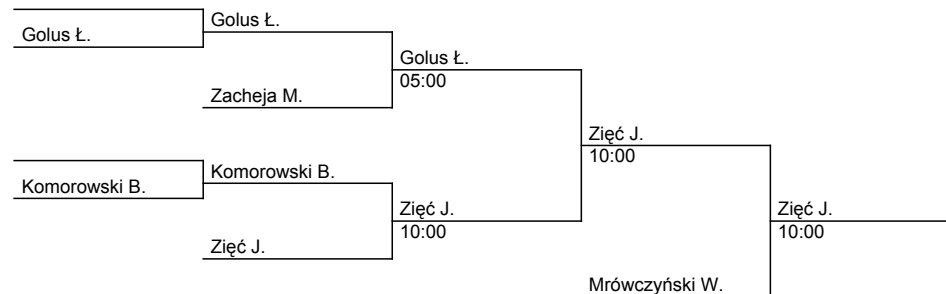 Golus Ł.
Golus Ł.
Golus Ł.
05:00
Zacheja M.
Zięć J.
10:00
Komorowski B.
Komorowski B.
Zięć J.
10:00
Zięć J.
10:00
Zięć J.
Mrówczyński W.